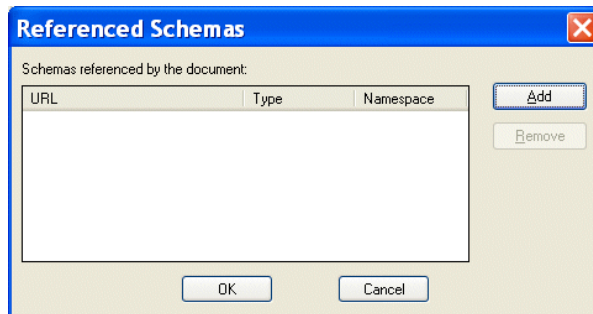 Referenced Schemas
Schemas referenced by the document:
URL Type Namespace
Add
Remove
OK Cancel